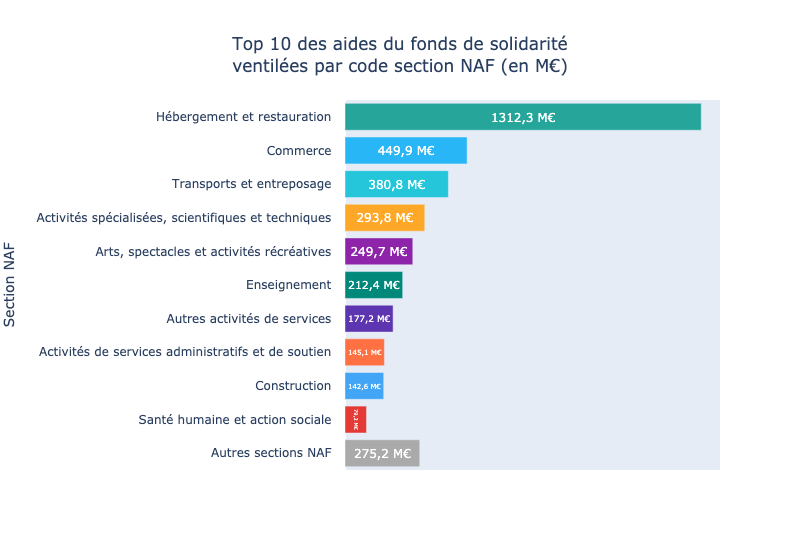 Top 10 des aides du fonds de solidarité
ventilées par code section NAF (en M€)
Section NAF
Hébergement et restauration 1312,3 M€
Commerce 449,9 M€
Transports et entreposage 380,8 M€
Activités spécialisées, scientifiques et techniques 293,8 M€
Arts, spectacles et activités récréatives 249,7 M€
Enseignement 212,4 M€
Autres activités de services 177,2 M€
Activités de services administratifs et de soutien 145,1 M€
Construction 142,6 M€
Santé humaine et action sociale M€
Autres sections NAF 275,2 M€